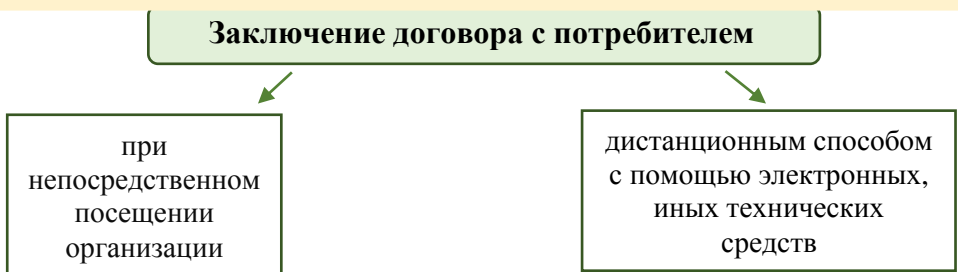 Заключение договора с потребителем
при
непосредственном
посещении
организации
дистанционным способом
с помощью электронных,
иных технических
средств